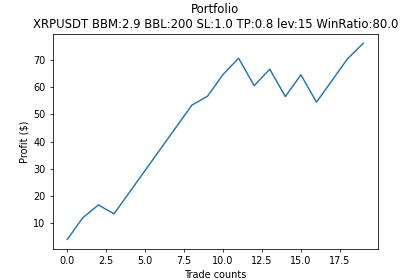 Portfolio
XRPUSDT BBM:2.9 BBL:200 SL:1.0 TP:0.8 lev:15 WinRatio:80.0
Profit ($)
70
60
50
40
30
20
10
0.0 2.5 5.0 7.5 10.0 12.5 15.0 17.5
Trade counts